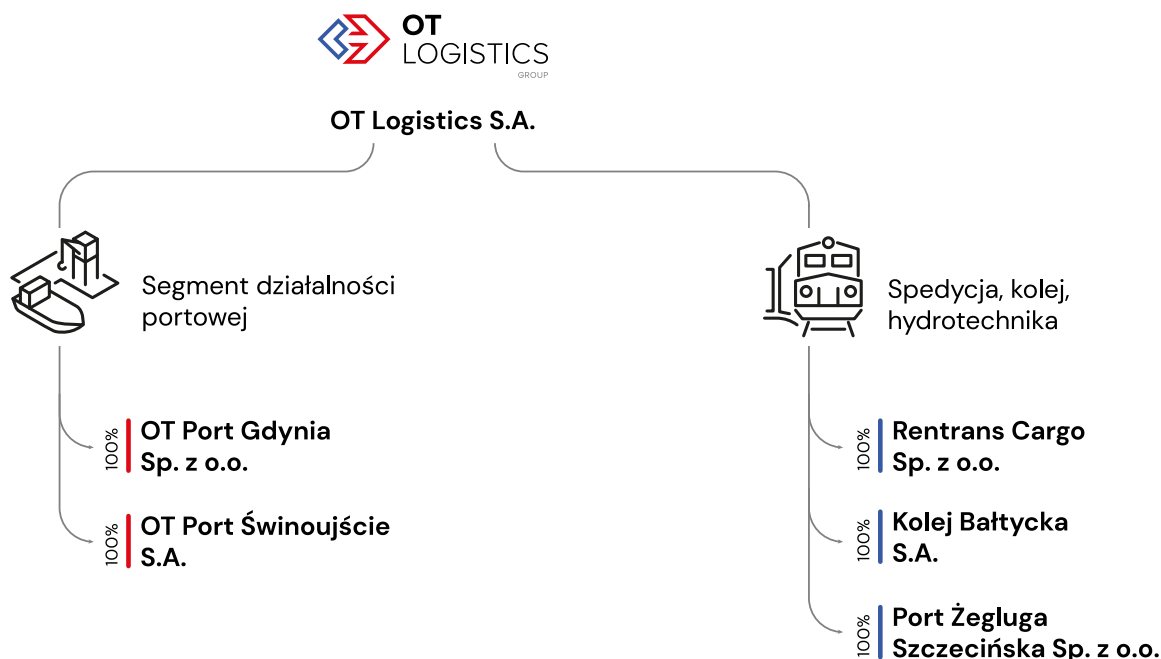 OT
LOGISTICS
GROUP
OT Logistics S.A.
Segment działalności
portowej
100%
OT Port Gdynia
Sp. z o.o.
100%
OT Port Świnoujście
S.A.
Spedycja, kolej,
hydrotechnika
100%
Rentrans Cargo
Sp. z o.o.
100%
Kolej Bałtycka
S.A.
100%
Port Żegluga
Szczecińska Sp. z o.o.